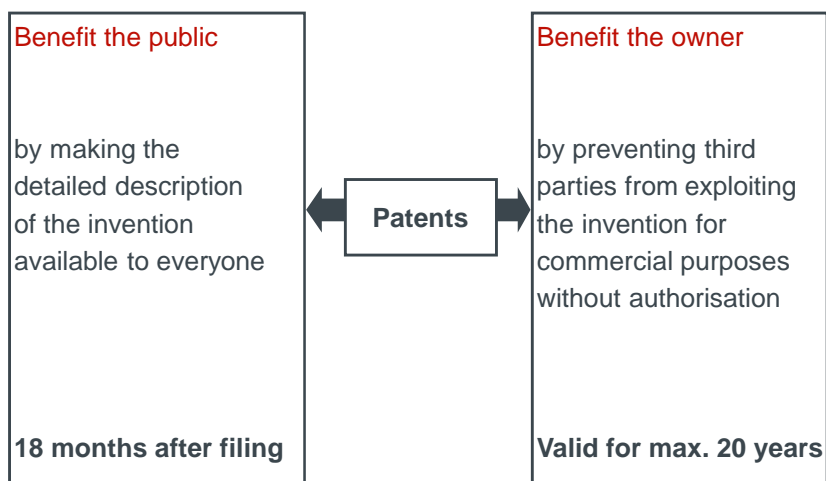 Benefit the public
by making the
detailed description
of the invention
available to everyone
18 months after filing
Patents
Benefit the owner
by preventing third
parties from exploiting
the invention for
commercial purposes
without authorisation
Valid for max. 20 years